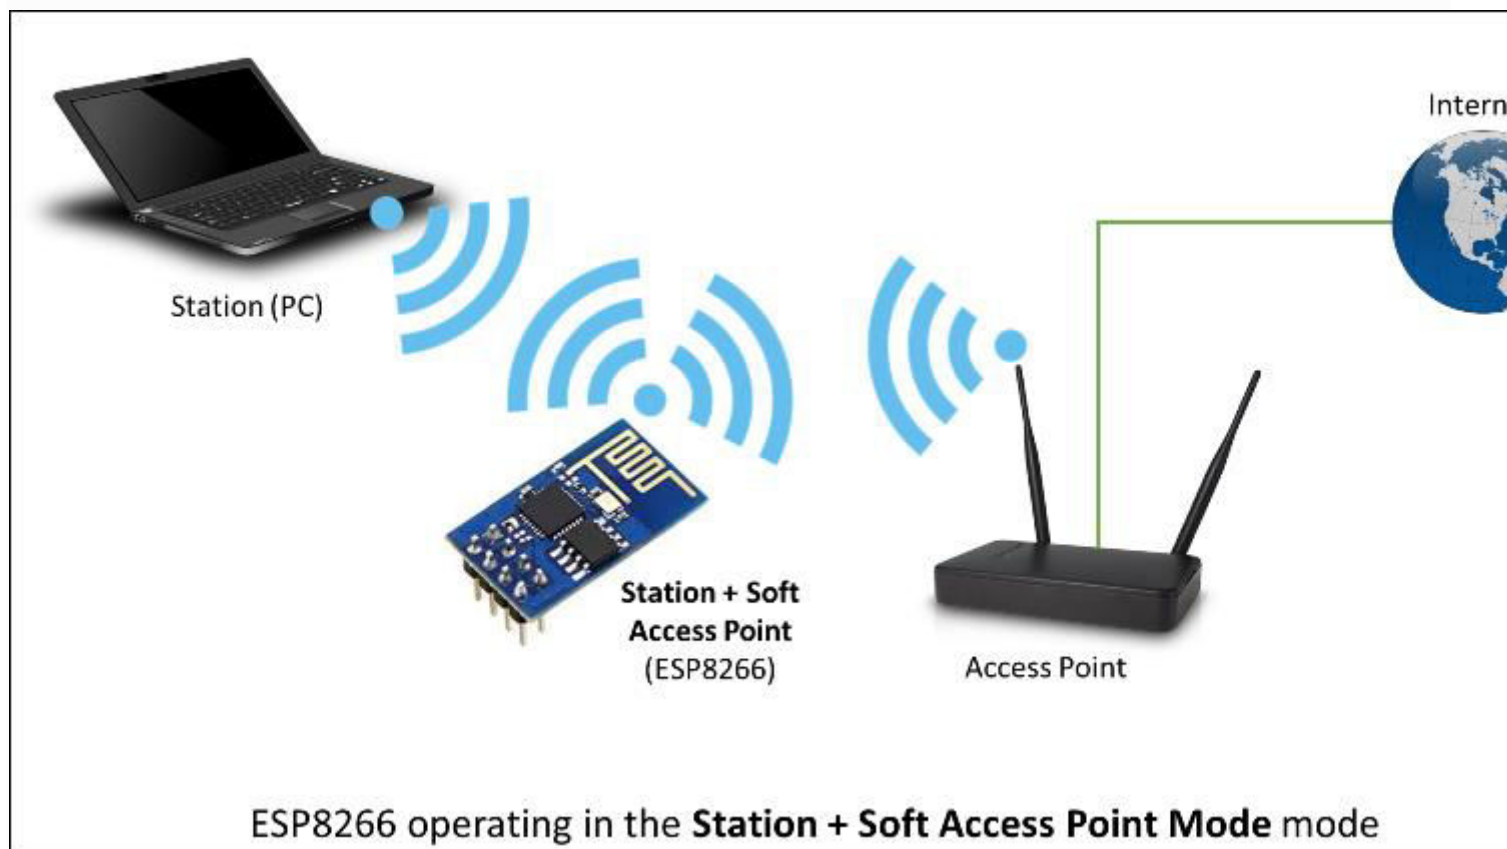 Intern
Station (PC)
Station + Soft
Access Point
(ESP8266)
Access Point
ESP8266 operating in the Station + Soft Access Point Mode mode